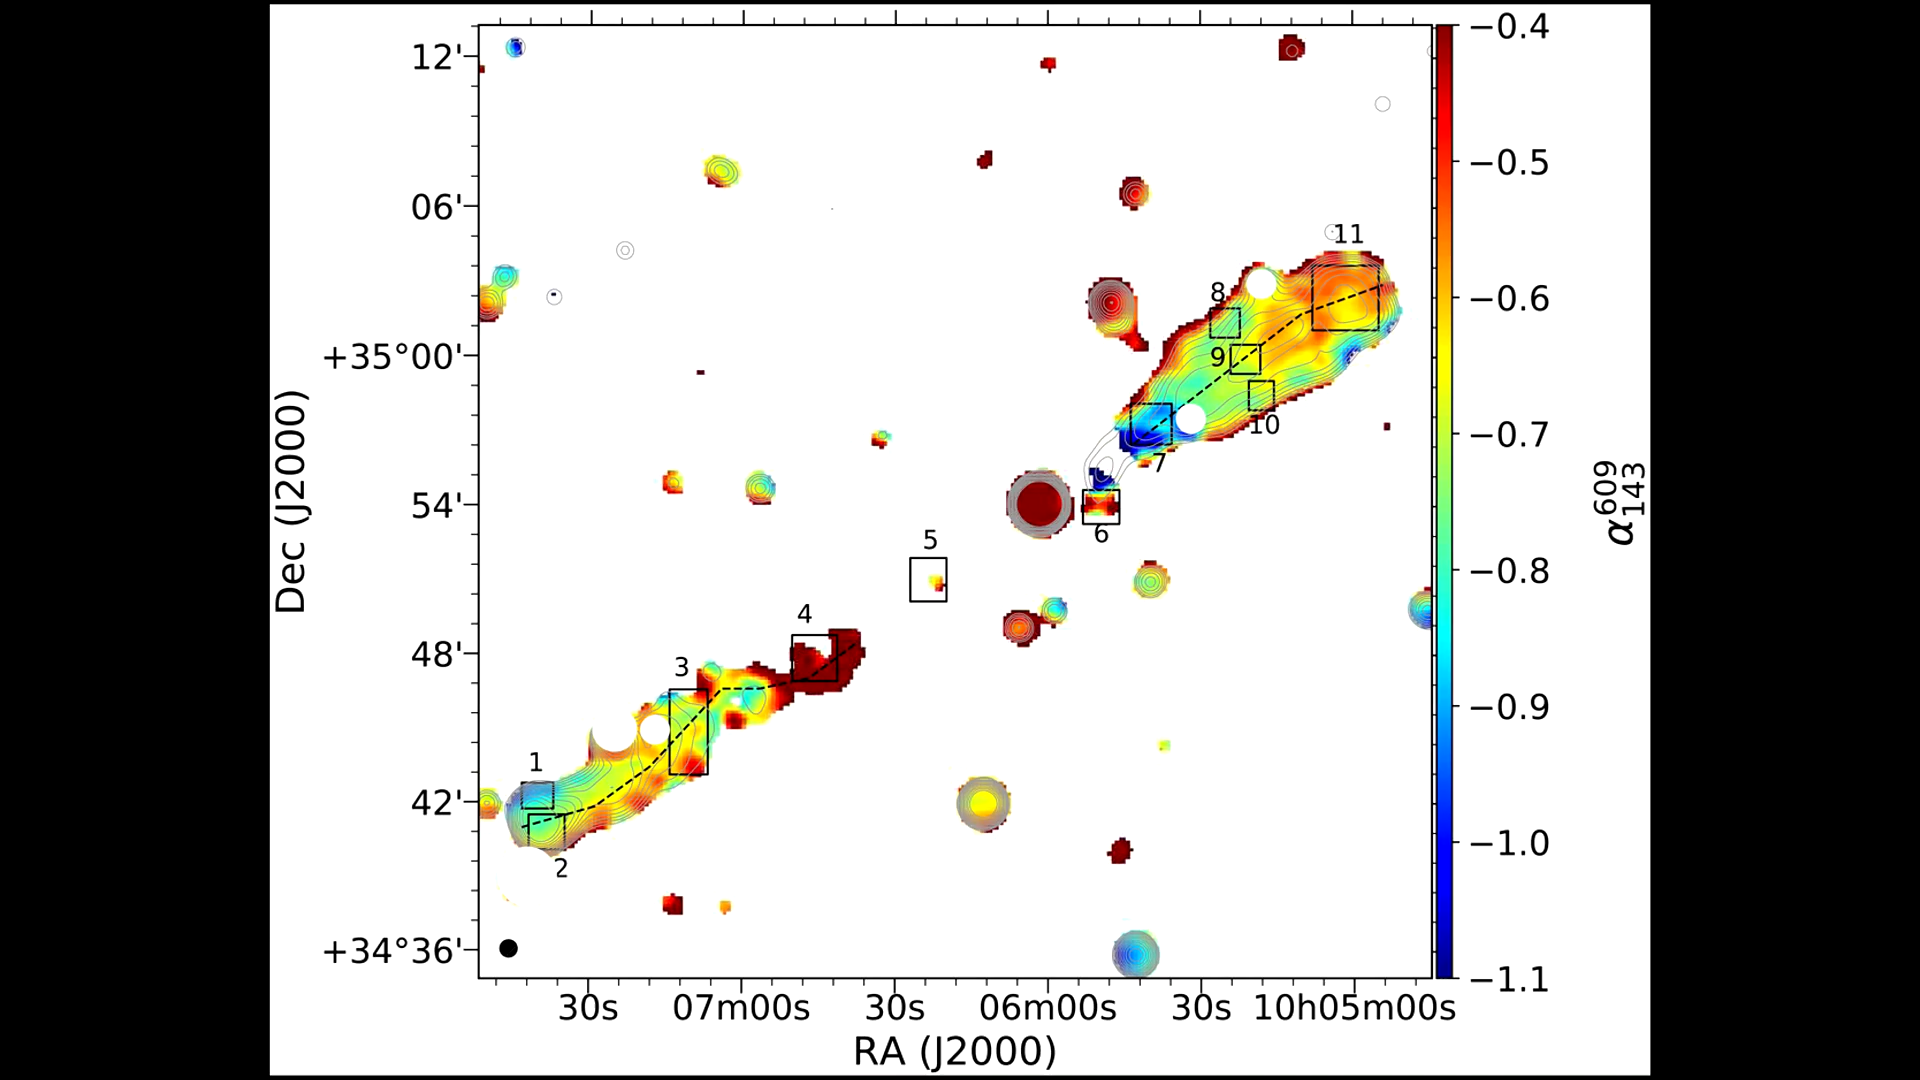 12'
06'
+35°00'
54'
48'
42'
+34°36'
Dec (J2000)
30s
07m00s
30s
06m00s
30s
10h05m00s
RA (J2000)
11
8
9
10
7
6
5
4
3
1
2
−0.4
−0.5
−0.6
−0.7
−0.8
−0.9
−1.0
−1.1
α 609 143